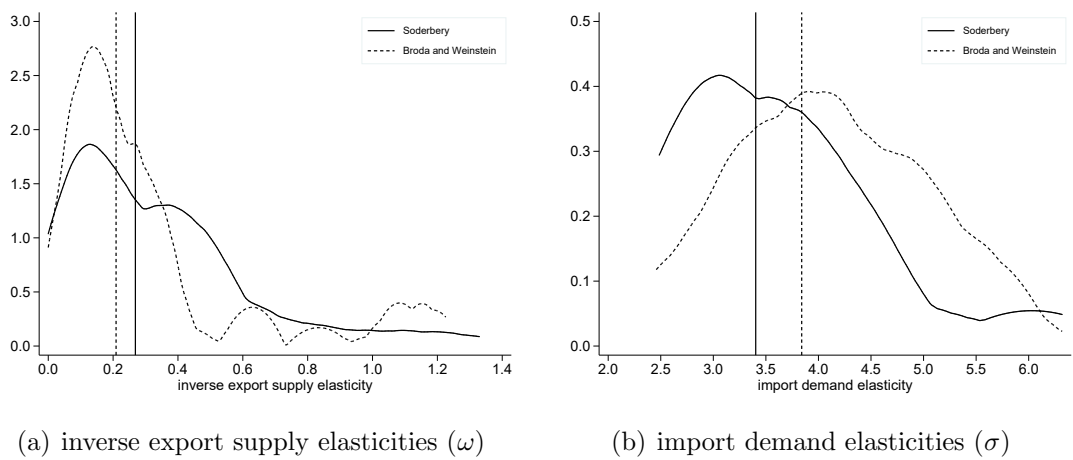 3.0
2.5
2.0
1.5
1.0
0.5
0.0
0.0 0.2 0.4 0.6 0.8 1.0 1.2 1.4
inverse export supply elasticity
Soderbery
Broda and Weinstein
0.5
0.4
0.3
0.2
0.1
0.0
2.0 2.5 3.0 3.5 4.0 4.5 5.0 5.5 6.0
import demand elasticity
Soderbery
Broda and Weinstein
(a) inverse export supply elasticities (ω)
(b) import demand elasticities (σ)